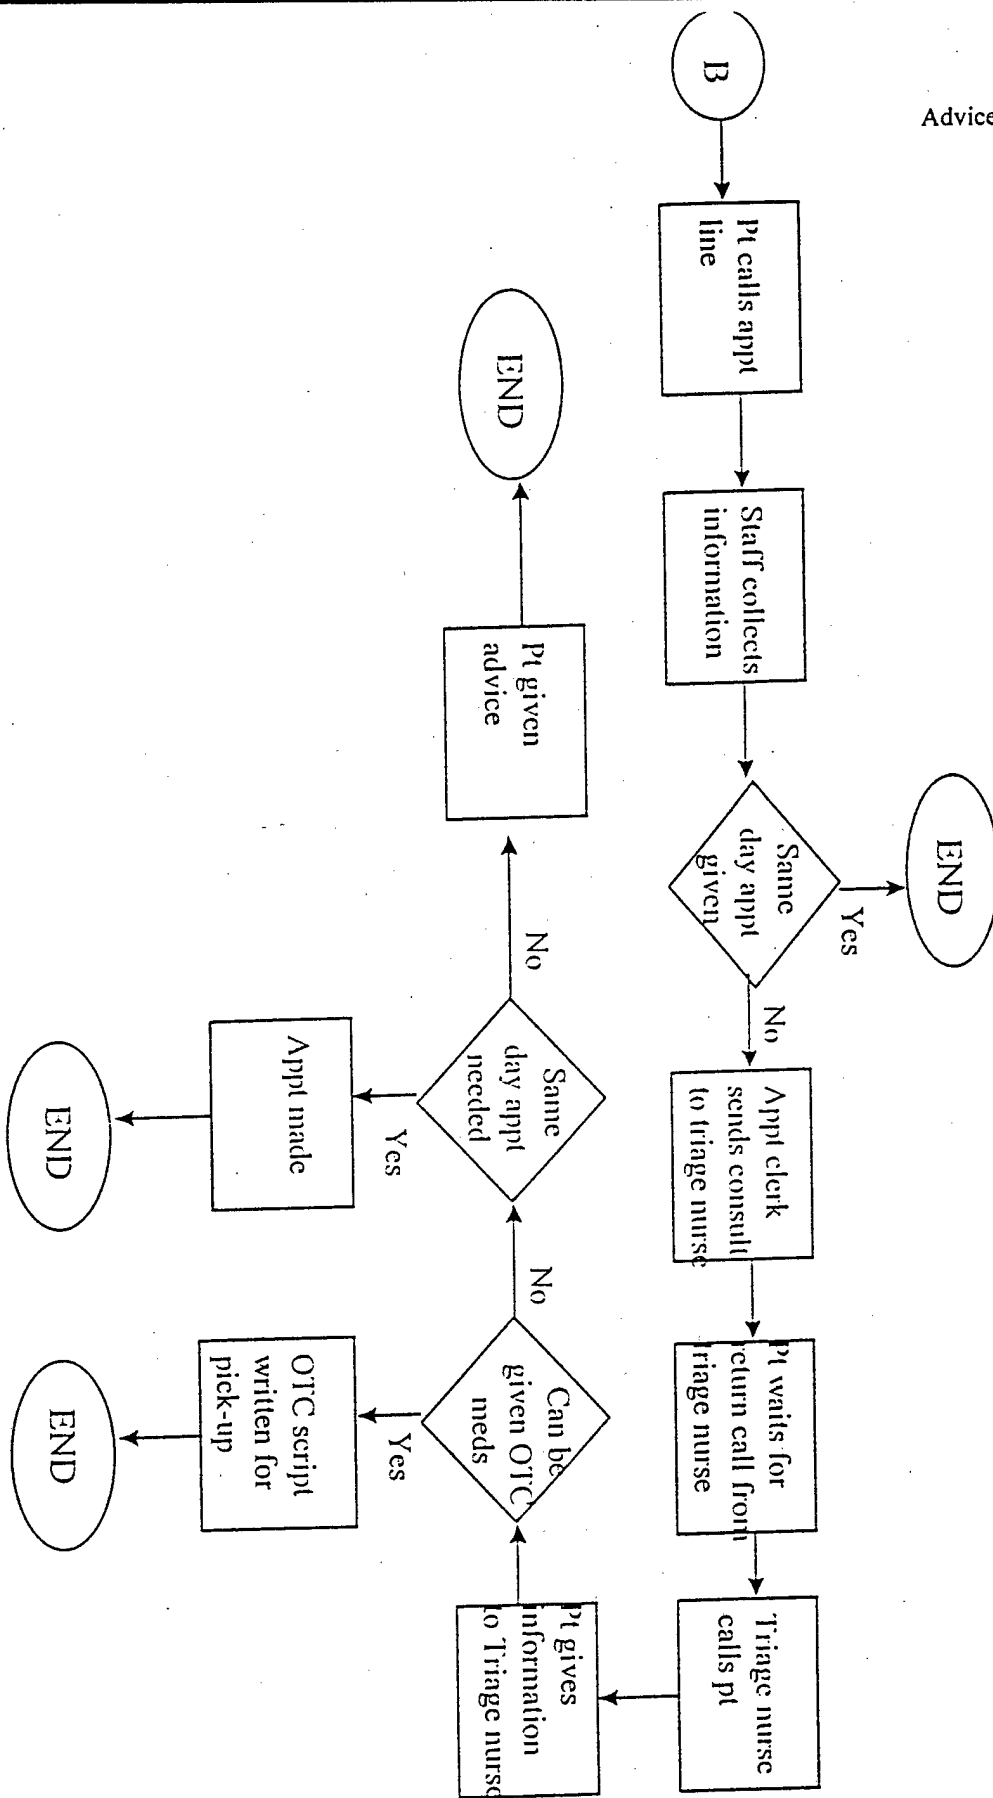 Advice
B
Pt calls appt
line
Staff collects
information
Same
day appt
given
Yes
END
No
Appt clerk
sends consult
to triage nurse
Pt waits for
return call from
triage nurse
Triage nurse
calls pt
Pt gives
information
to Triage nurse
Can be
given OTC
meds
Yes
OTC script
written for
pick-up
END
No
Same
day appt
needed
Yes
Appt made
END
No
Pt given
advice
END